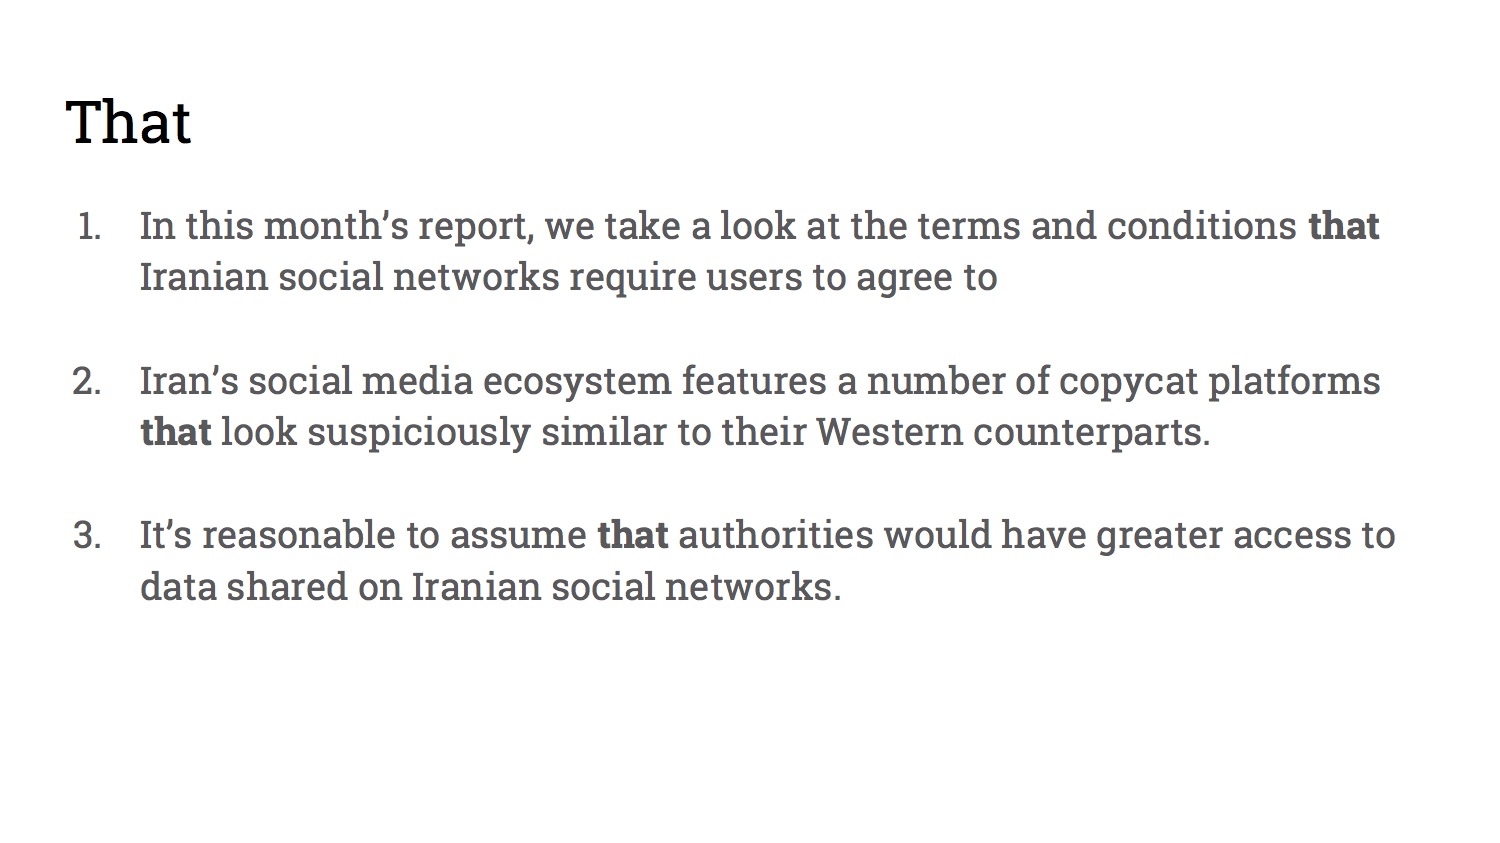 That
1. In this month’s report, we take a look at the terms and conditions that
Iranian social networks require users to agree to
2. Iran’s social media ecosystem features a number of copycat platforms
that look suspiciously similar to their Western counterparts.
3. It’s reasonable to assume that authorities would have greater access to
data shared on Iranian social networks.